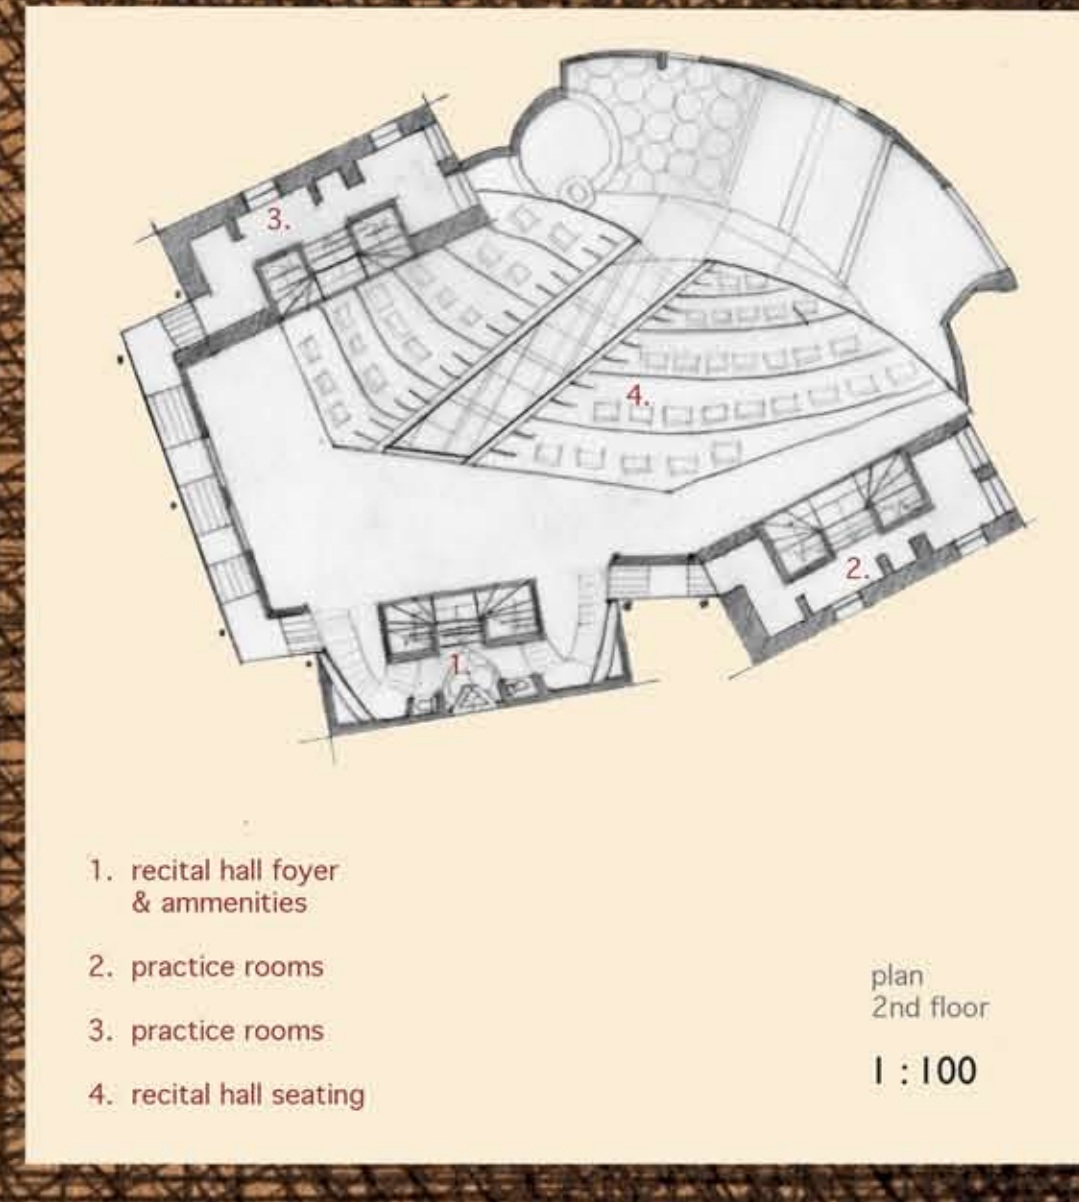 3.
4.
2.
1.
1. recital hall foyer
& ammenities
2. practice rooms
3. practice rooms
4. recital hall seating
plan
2nd floor
1 : 100